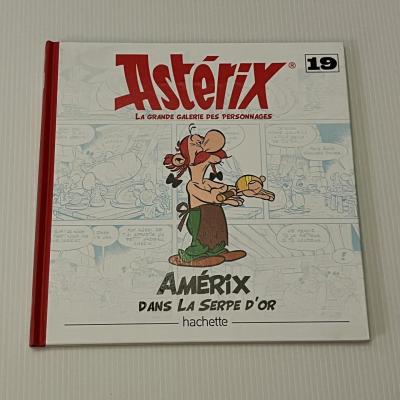 Astérix®
19
LA GRANDE GALERIE DES PERSONNAGES
AMÉRIX
DANS LA SERPE D'OR
hachette